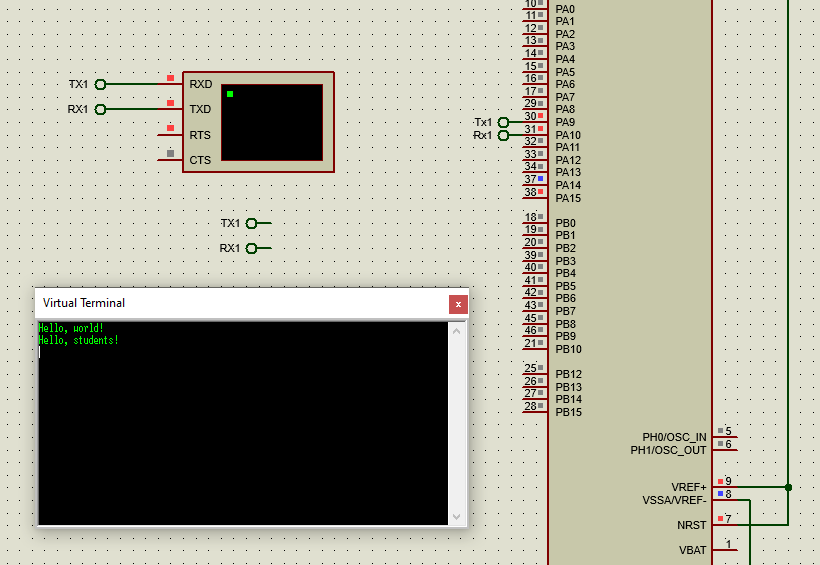 TX1
RX1
RXD
TXD
RTS
CTS
TX1
RX1
Virtual Terminal
x
Hello, world!
Hello, students!
Tx1
Rx1
10 PA0
11 PA1
12 PA2
13 PA3
14 PA4
15 PA5
16 PA6
17 PA7
29 PA8
30 PA9
31 PA10
32 PA11
33 PA12
34 PA13
37 PA14
38 PA15
18 PB0
19 PB1
20 PB2
39 PB3
40 PB4
41 PB5
42 PB6
43 PB7
45 PB8
46 PB9
21 PB10
25 PB12
26 PB13
27 PB14
28 PB15
PH0/OSC_IN 5
PH1/OSC_OUT 6
VREF+ 9
VSSA/VREF- 8
NRST 7
VBAT 1